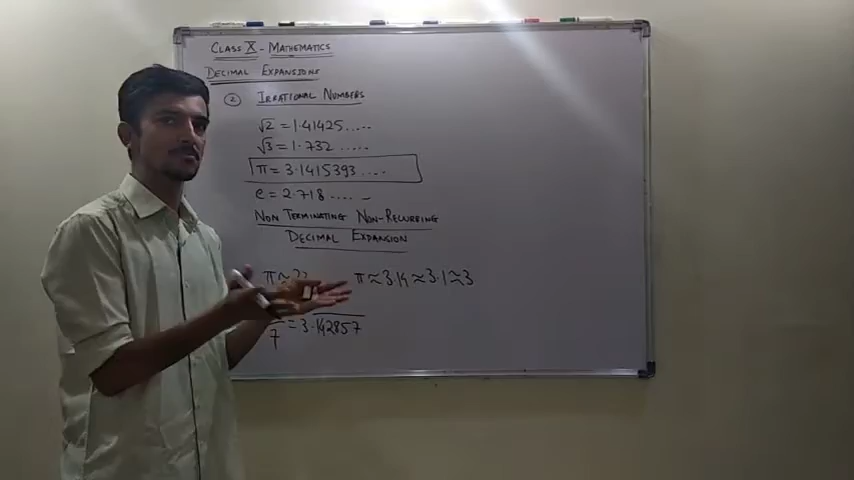 CLASS X - MATHEMATICS
DECIMAL EXPANSIONS
2 IRRATIONAL NUMBERS
√2 = 1.41425.....
√3 = 1.732.....
π = 3.1415393....
e = 2.718.... _
NON TERMINATING NON-RECURRING
DECIMAL EXPANSION
π ≈ 22 π ≈ 3.14 ≈ 3.1 ≈ 3
7 = 3.142857